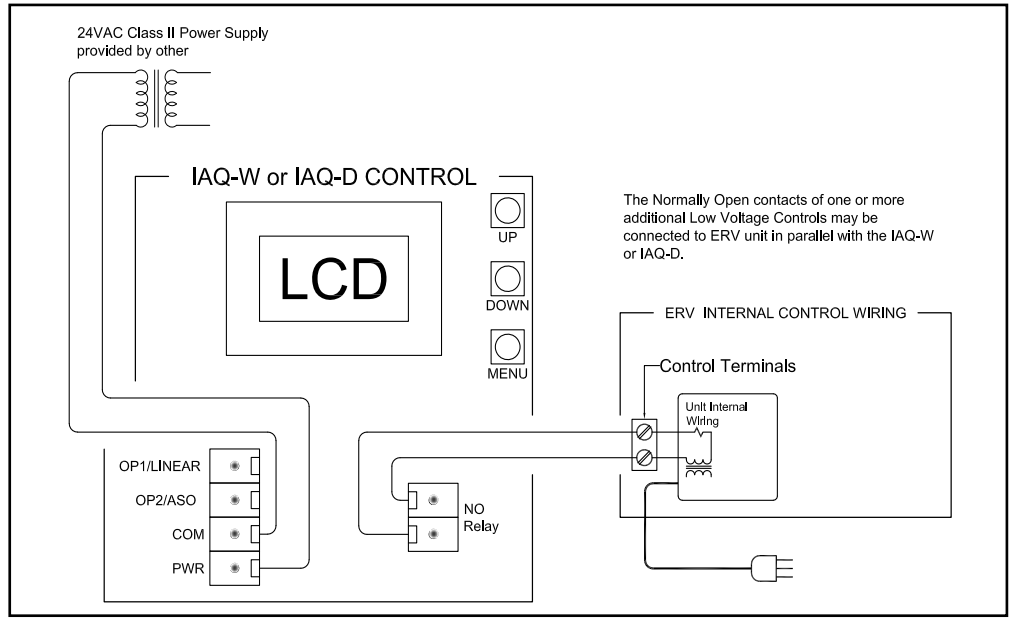 24VAC Class II Power Supply
provided by other
IAQ-W or IAQ-D CONTROL
LCD
UP
DOWN
MENU
The Normally Open contacts of one or more
additional Low Voltage Controls may be
connected to ERV unit in parallel with the IAQ-W
or IAQ-D.
ERV INTERNAL CONTROL WIRING
Control Terminals
Unit Internal
Wiring
OP1/LINEAR
OP2/ASO
COM
PWR
NO
Relay